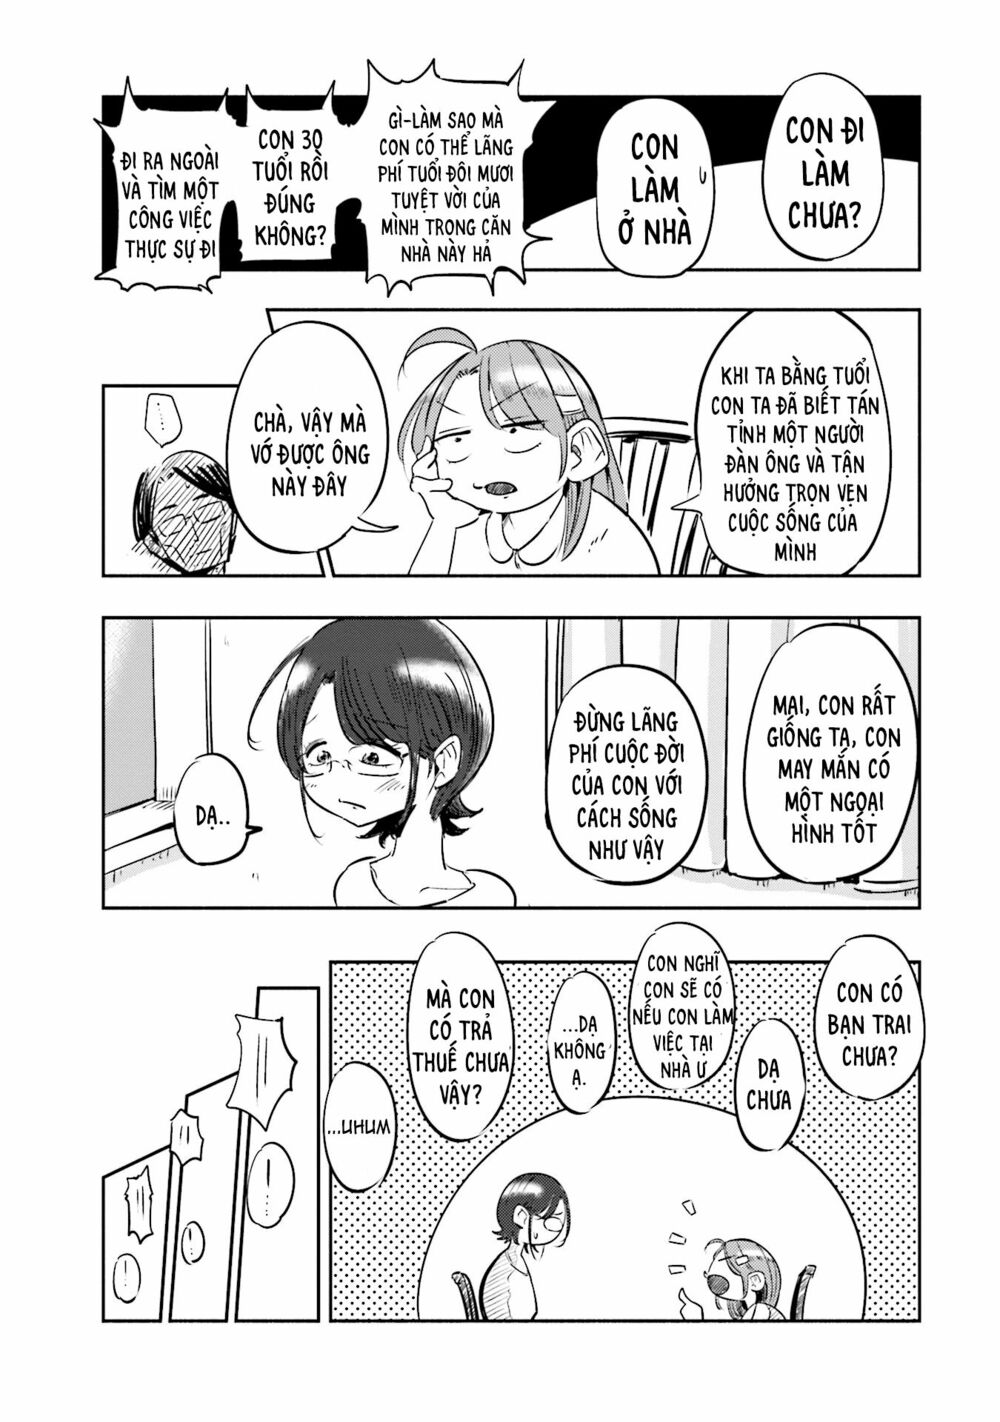 CON ĐI
LÀM
CHƯA?
CON
LÀM
Ở NHÀ
GÌ-LÀM SAO MÀ
CON CÓ THỂ LÃNG
PHÍ TUỔI ĐÔI MƯƠI
TUYỆT VỜI CỦA
MÌNH TRONG CĂN
NHÀ NÀY HẢ
CON 30
TUỔI RỒI
ĐÚNG
KHÔNG?
ĐI RA NGOÀI
VÀ TÌM MỘT
CÔNG VIỆC
THỰC SỰ ĐI
KHI TA BẰNG TUỔI
CON TA ĐÃ BIẾT TÁN
TỈNH MỘT NGƯỜI
ĐÀN ÔNG VÀ TẬN
HƯỞNG TRỌN VẸN
CUỘC SỐNG CỦA
MÌNH
CHÀ, VẬY MÀ
VỚ ĐƯỢC ÔNG
NÀY ĐÂY
...
MAI, CON RẤT
GIỐNG TA, CON
MAY MẮN CÓ
MỘT NGOẠI
HÌNH TỐT
ĐỪNG LÃNG
PHÍ CUỘC ĐỜI
CỦA CON VỚI
CÁCH SỐNG
NHƯ VẬY
DẠ..
CON CÓ
BẠN TRAI
CHƯA?
DẠ
CHƯA
CON NGHĨ
CON SẼ CÓ
NẾU CON LÀM
VIỆC TẠI
NHÀ Ư
...DẠ
KHÔNG
Ạ.
MÀ CON
CÓ TRẢ
THUẾ CHƯA
VẬY?
...UHUM